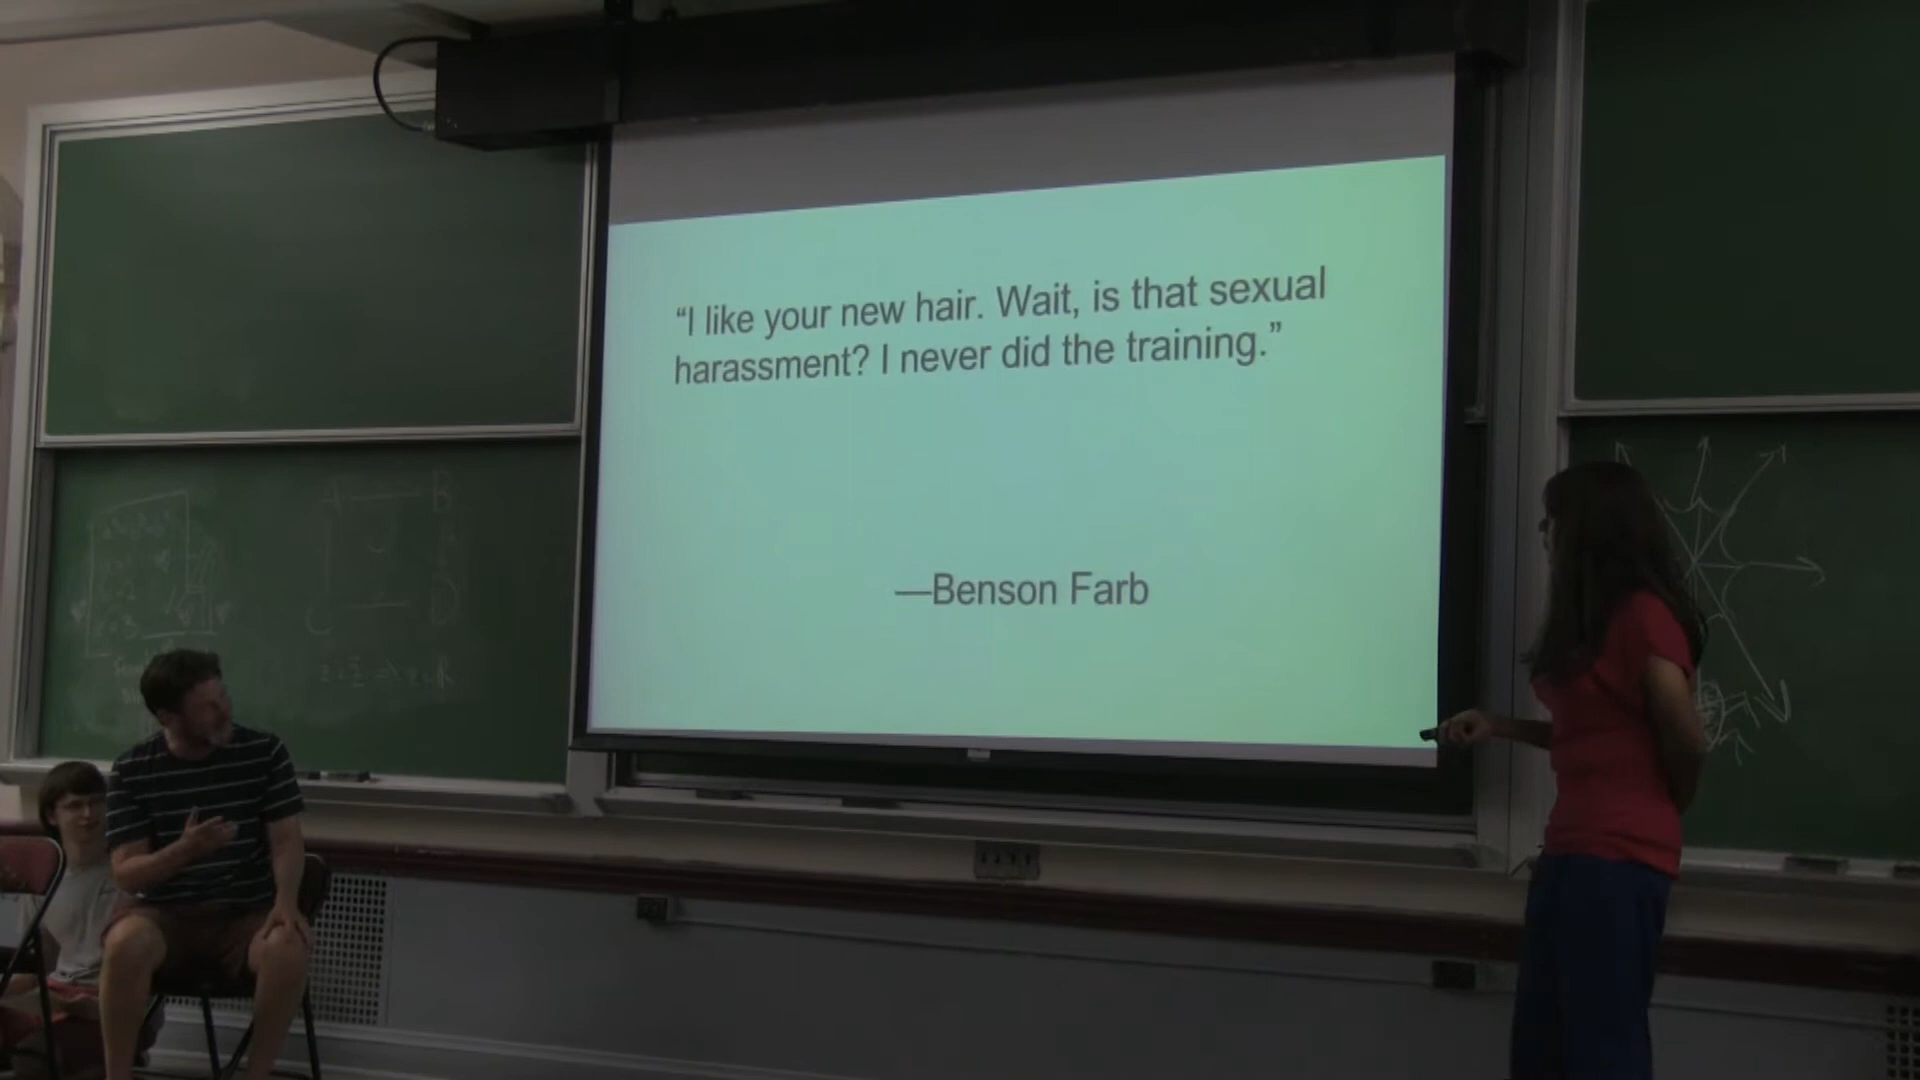 “I like your new hair. Wait, is that sexual
harassment? I never did the training.”
—Benson Farb
A B
C D